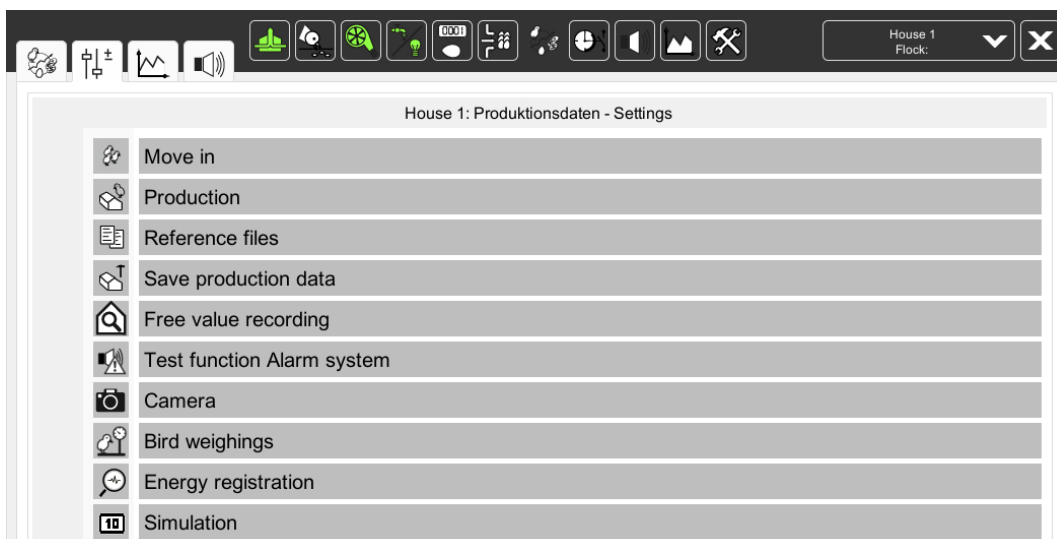 0001
House 1
Flock:
House 1: Produktionsdaten - Settings
Move in
Production
Reference files
Save production data
Free value recording
Test function Alarm system
Camera
Bird weighings
Energy registration
10
Simulation